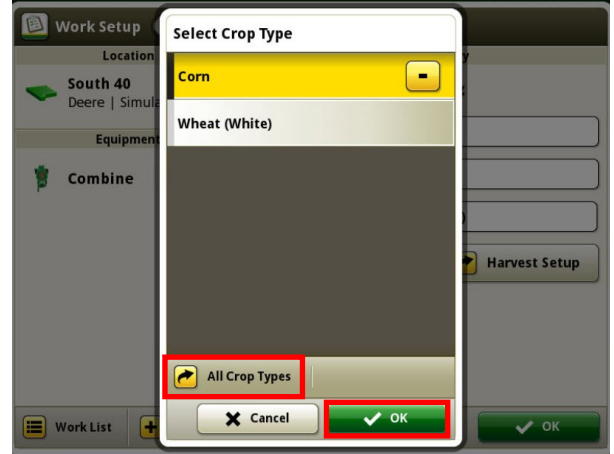 Work Setup
Select Crop Type
Location
y
South 40
Deere | Simula
Corn
Wheat (White)
Equipment
Combine
)
Harvest Setup
All Crop Types
Cancel
OK
Work List
OK